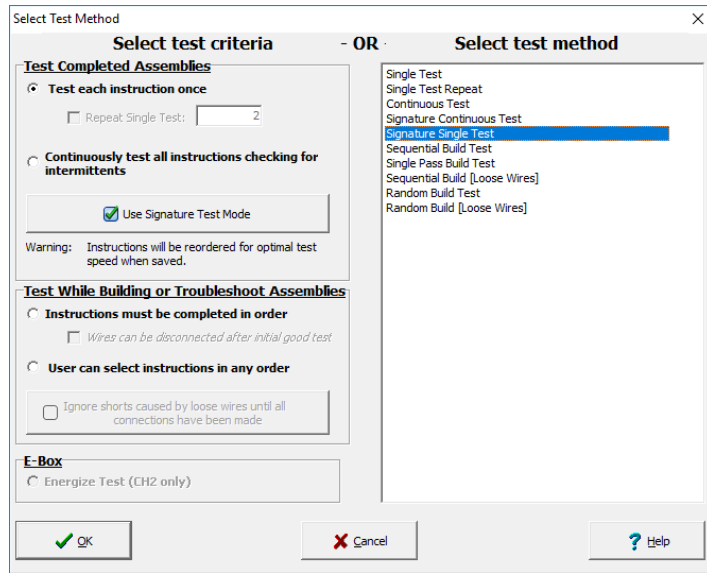 Select Test Method
Select test criteria - OR - Select test method
Test Completed Assemblies
Test each instruction once
Repeat Single Test: 2
Continuously test all instructions checking for
intermittents
Use Signature Test Mode
Warning: Instructions will be reordered for optimal test
speed when saved.
Test While Building or Troubleshoot Assemblies
Instructions must be completed in order
Wires can be disconnected after initial good test
User can select instructions in any order
Ignore shorts caused by loose wires until all
connections have been made
E-Box
Energize Test (CH2 only)
Single Test
Single Test Repeat
Continuous Test
Signature Continuous Test
Signature Single Test
Sequential Build Test
Single Pass Build Test
Sequential Build [Loose Wires]
Random Build Test
Random Build [Loose Wires]
OK
Cancel
Help